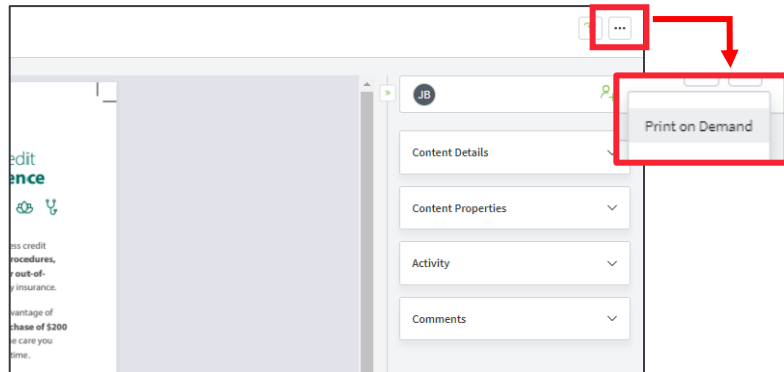 JB
Print on Demand
edit
ence
Content Details
Content Properties
ess credit
rocedures,
r out-of-
y insurance.
Activity
vantage of
chase of $200
e care you
time.
Comments